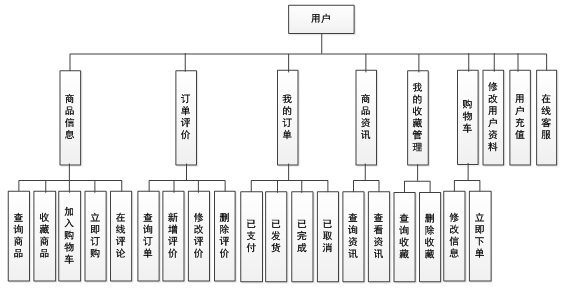 用户
商品信息
订单评价
我的订单
商品资讯
我的收藏管理
购物车
修改用户资料
用户充值
在线客服
查询商品
收藏商品
加入购物车
立即订购
在线评论
查询订单
新增评价
修改评价
删除评价
已支付
已发货
已完成
已取消
查询资讯
查看资讯
查询收藏
删除收藏
修改信息
立即下单